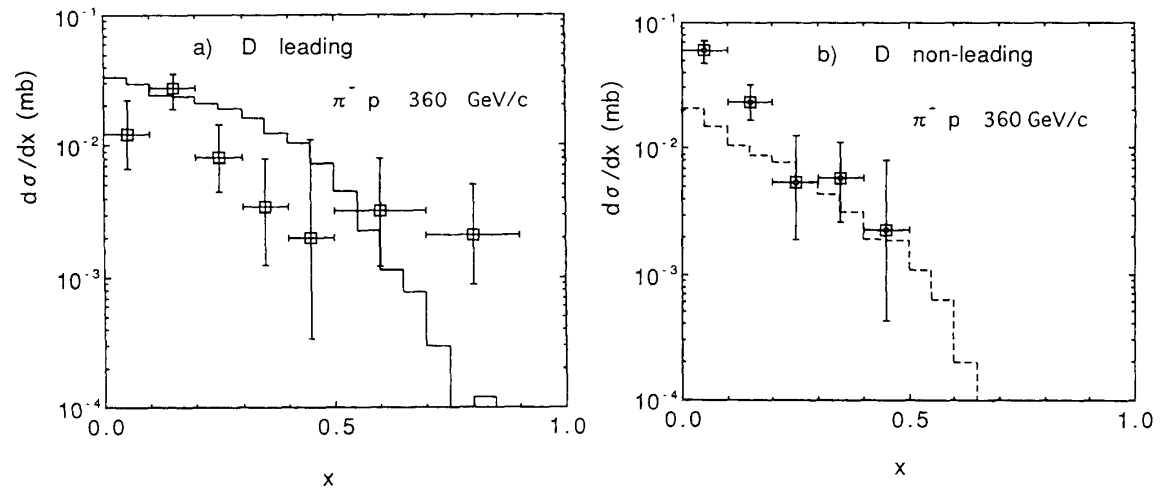 a) D leading
π⁻ p 360 GeV/c
dσ/dx (mb)
10⁻¹
10⁻²
10⁻³
10⁻⁴
0.0 0.5 1.0
x
b) D non-leading
π⁻ p 360 GeV/c
dσ/dx (mb)
10⁻¹
10⁻²
10⁻³
10⁻⁴
0.0 0.5 1.0
x